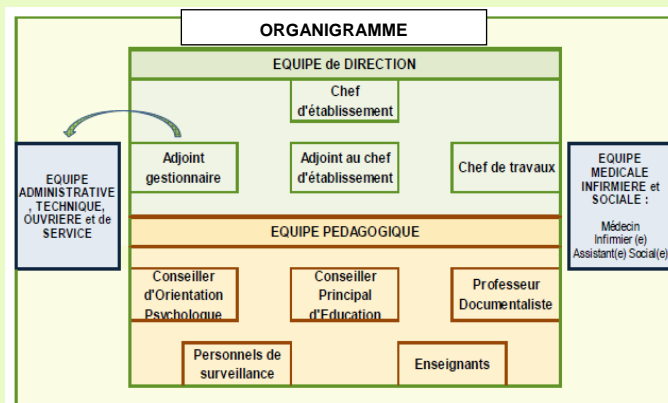 ORGANIGRAMME
EQUIPE de DIRECTION
Chef
d'établissement
Adjoint
gestionnaire
Adjoint au chef
d'établissement
Chef de travaux
EQUIPE
ADMINISTRATIVE
, TECHNIQUE,
OUVRIERE et de
SERVICE
EQUIPE
MEDICALE
INFIRMIERE et
SOCIALE :
Médecin
Infirmier (e)
Assistant(e) Social(e)
EQUIPE PEDAGOGIQUE
Conseiller
d'Orientation
Psychologue
Conseiller
Principal
d'Education
Professeur
Documentaliste
Personnels de
surveillance
Enseignants